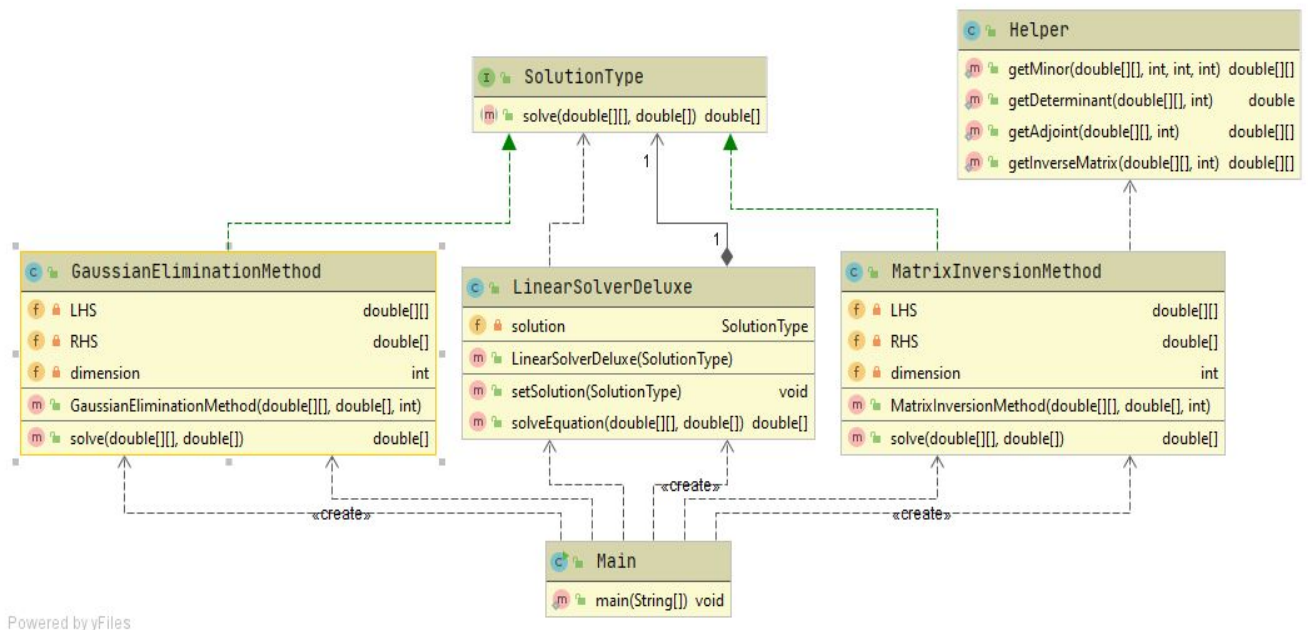 SolutionType
solve(double[][], double[]) double[]
Helper
getMinor(double[][], int, int, int) double[][]
getDeterminant(double[][], int) double
getAdjoint(double[][], int) double[][]
getInverseMatrix(double[][], int) double[][]
1
1
GaussianEliminationMethod
LHS double[][]
RHS double[]
dimension int
GaussianEliminationMethod(double[][], double[], int)
solve(double[][], double[]) double[]
LinearSolverDeluxe
solution SolutionType
LinearSolverDeluxe(SolutionType)
setSolution(SolutionType) void
solveEquation(double[][], double[]) double[]
MatrixInversionMethod
LHS double[][]
RHS double[]
dimension int
MatrixInversionMethod(double[][], double[], int)
solve(double[][], double[]) double[]
«create»
«create»
«create»
Main
main(String[]) void
Powered by yFiles